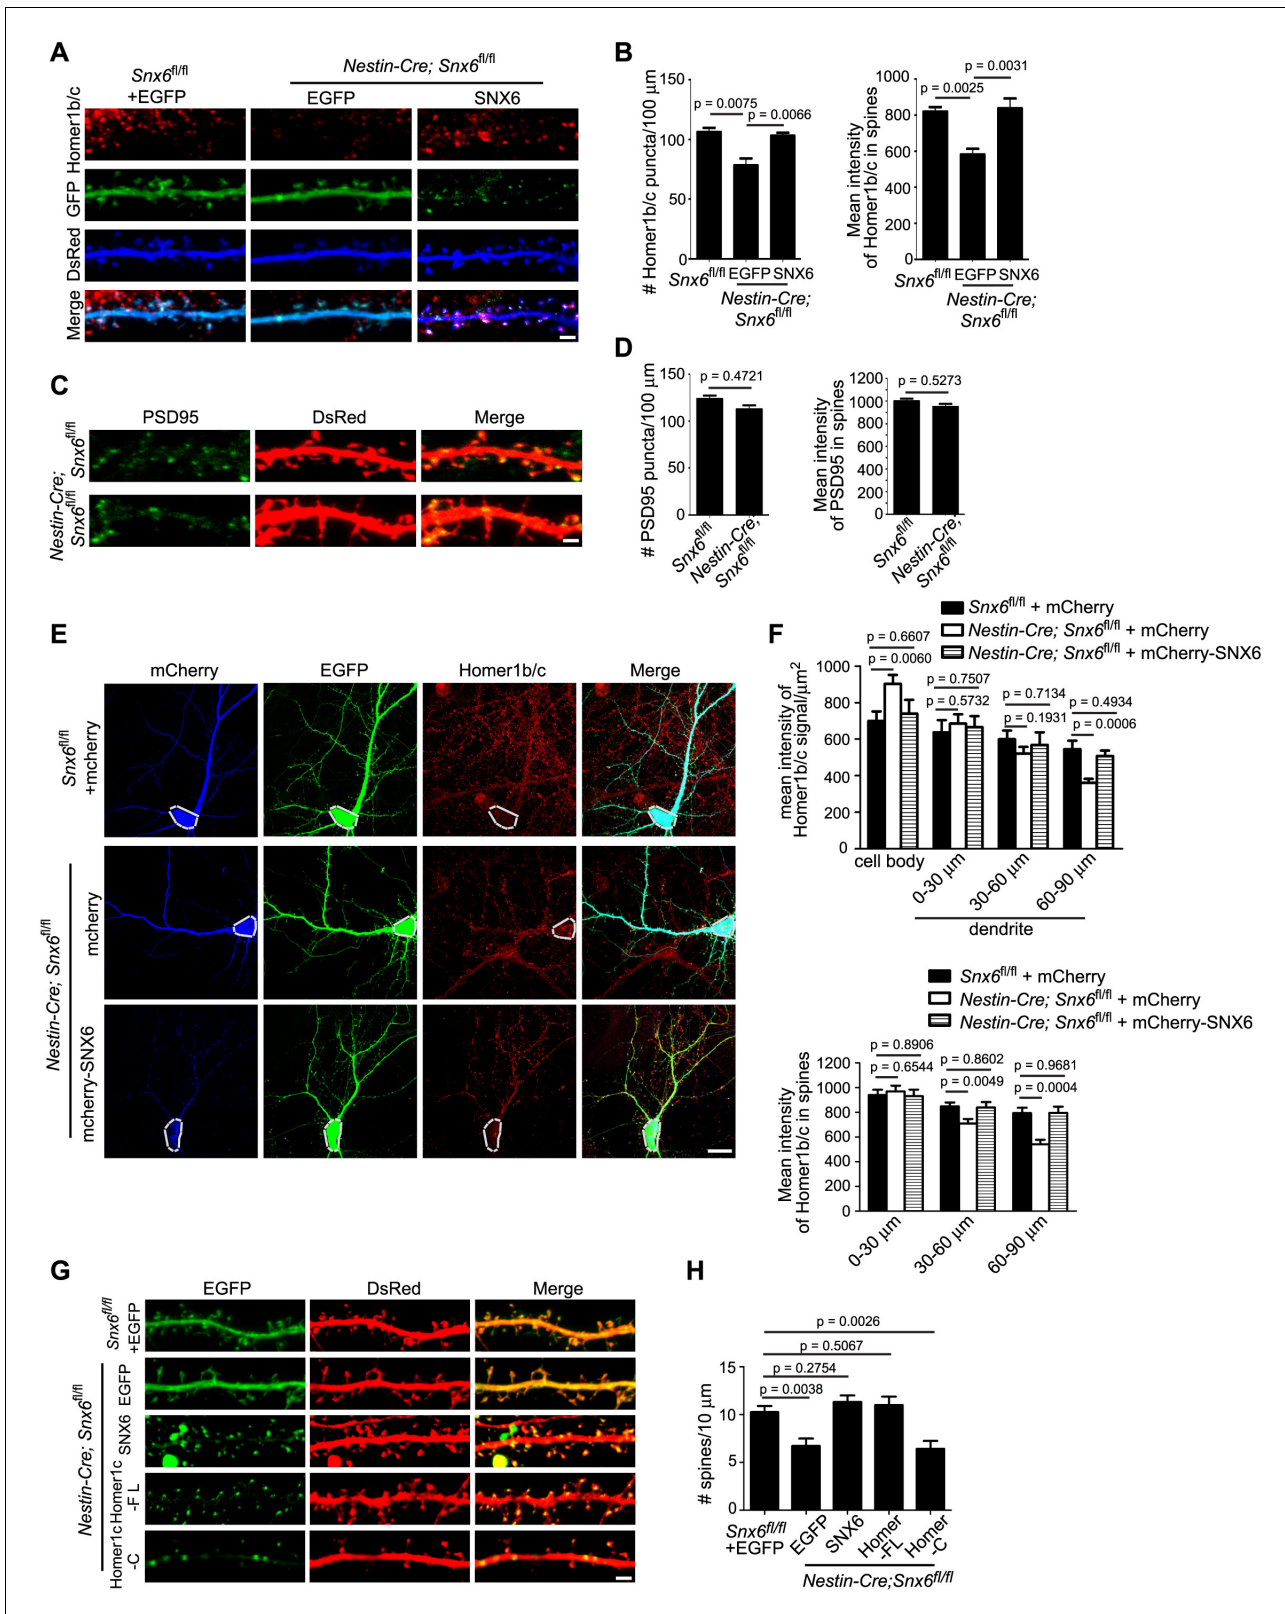 A
Snx6fl/fl
+EGFP
Nestin-Cre; Snx6fl/fl
EGFP
SNX6
Homer1b/c
GFP
DsRed
Merge
B
# Homer1b/c puncta/100 µm
150
100
50
0
p = 0.0075
p = 0.0066
Snx6fl/fl EGFP SNX6
Nestin-Cre;
Snx6fl/fl
Mean intensity
of Homer1b/c in spines
1000
800
600
400
200
0
p = 0.0031
p = 0.0025
Snx6fl/fl EGFP SNX6
Nestin-Cre;
Snx6fl/fl
C
PSD95
DsRed
Merge
Snx6fl/fl
Nestin-Cre;
Snx6fl/fl
D
# PSD95 puncta/100 µm
150
100
50
0
p = 0.4721
Snx6fl/fl
Nestin-Cre;
Snx6fl/fl
Mean intensity
of PSD95 in spines
1200
1000
800
600
400
1200
0
p = 0.5273
Snx6fl/fl
Nestin-Cre;
Snx6fl/fl
E
mCherry
EGFP
Homer1b/c
Merge
Snx6fl/fl
+mcherry
Nestin-Cre; Snx6fl/fl
mcherry
mcherry-SNX6
F
Snx6fl/fl + mCherry
Nestin-Cre; Snx6fl/fl + mCherry
Nestin-Cre; Snx6fl/fl + mCherry-SNX6
mean intensity of
Homer1b/c signal/µm2
1000
800
600
400
200
0
p = 0.6607
p = 0.0060
p = 0.7507
p = 0.5732
p = 0.7134
p = 0.1931
p = 0.4934
p = 0.0006
cell body
0-30 µm
30-60 µm
60-90 µm
dendrite
Snx6fl/fl + mCherry
Nestin-Cre; Snx6fl/fl + mCherry
Nestin-Cre; Snx6fl/fl + mCherry-SNX6
Mean intensity
of Homer1b/c in spines
1200
1000
800
600
400
200
0
p = 0.8906
p = 0.6544
p = 0.8602
p = 0.0049
p = 0.9681
p = 0.0004
0-30 µm
30-60 µm
60-90 µm
G
EGFP
DsRed
Merge
Snx6fl/fl
+EGFP
Nestin-Cre; Snx6fl/fl
EGFP
SNX6
Homer1c
-F L
Homer1c
-C
H
# spines/10 µm
15
10
5
0
p = 0.0026
p = 0.5067
p = 0.2754
p = 0.0038
Snx6fl/fl
+EGFP
EGFP
SNX6
Homer
-FL
Homer
-C
Nestin-Cre;Snx6fl/fl